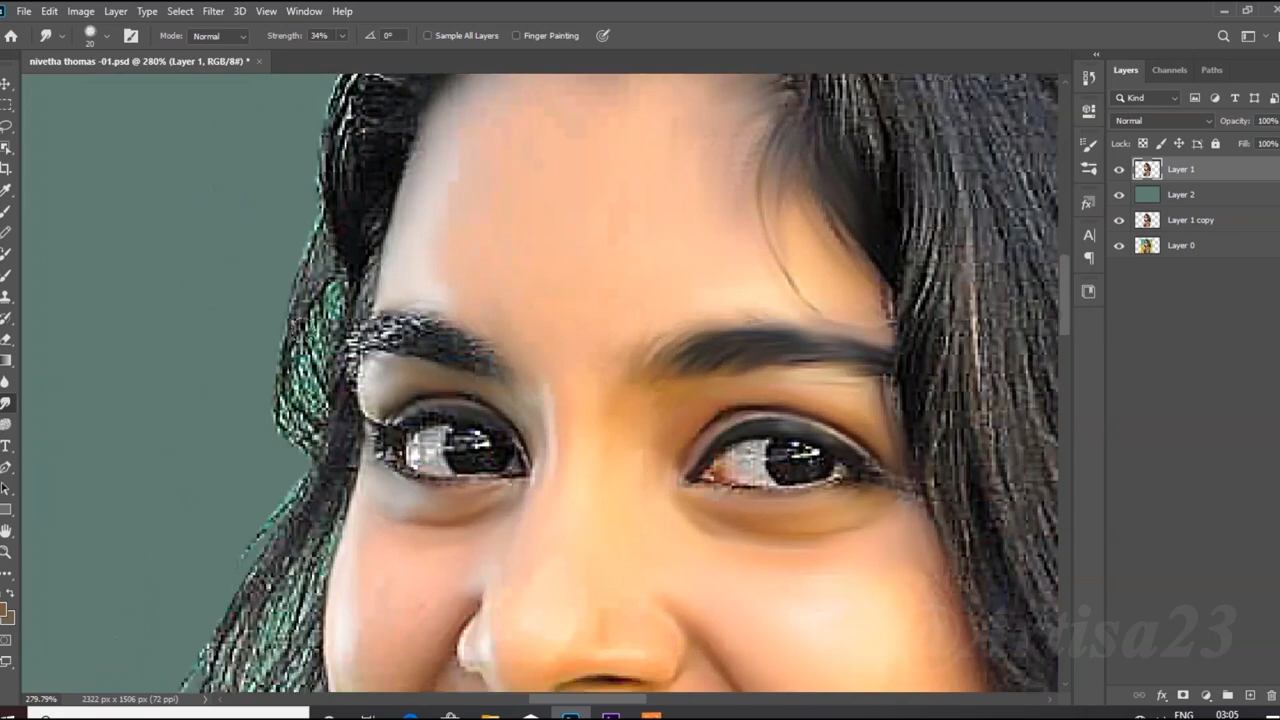 File Edit Image Layer Type Select Filter 3D View Window Help
20 Mode: Normal Strength: 34% 0° Sample All Layers Finger Painting
nivetha thomas -01.psd @ 280% (Layer 1, RGB/8#) * ×
Layers Channels Paths
Kind
Normal Opacity: 100%
Lock: Fill: 100%
Layer 1
Layer 2
Layer 1 copy
Layer 0
279.79% 2322 px x 1506 px (72 ppi)
ENG 03:05